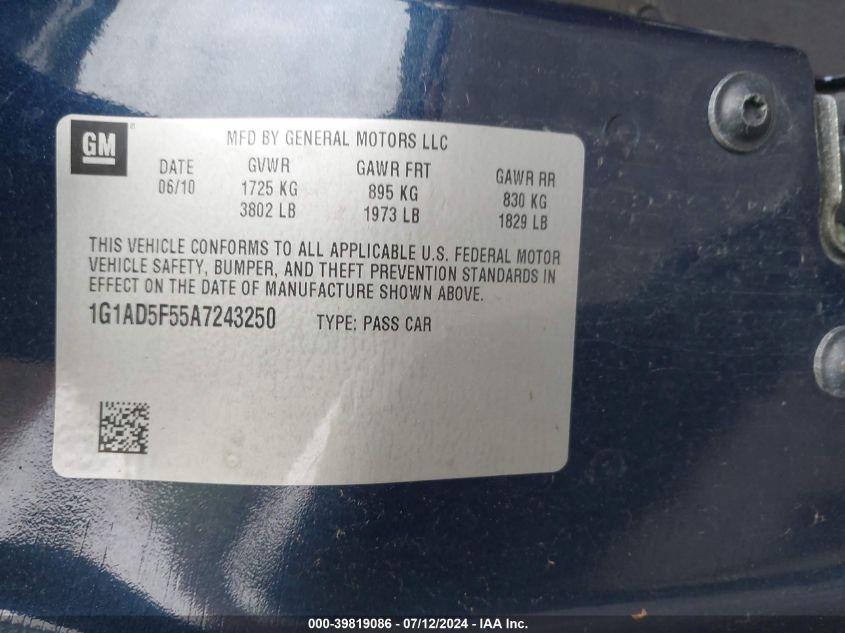 GM
MFD BY GENERAL MOTORS LLC
DATE GVWR GAWR FRT GAWR RR
06/10 1725 KG 895 KG 830 KG
3802 LB 1973 LB 1829 LB
THIS VEHICLE CONFORMS TO ALL APPLICABLE U.S. FEDERAL MOTOR
VEHICLE SAFETY, BUMPER, AND THEFT PREVENTION STANDARDS IN
EFFECT ON THE DATE OF MANUFACTURE SHOWN ABOVE.
1G1AD5F55A7243250 TYPE: PASS CAR
000-39819086 - 07/12/2024 - IAA Inc.